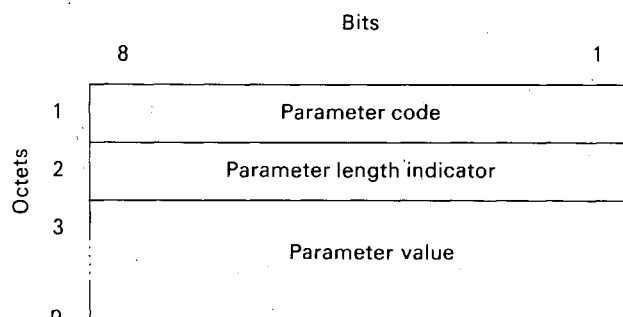 Bits
8 1
1 Parameter code
2 Parameter length indicator
Octets
3
Parameter value
n